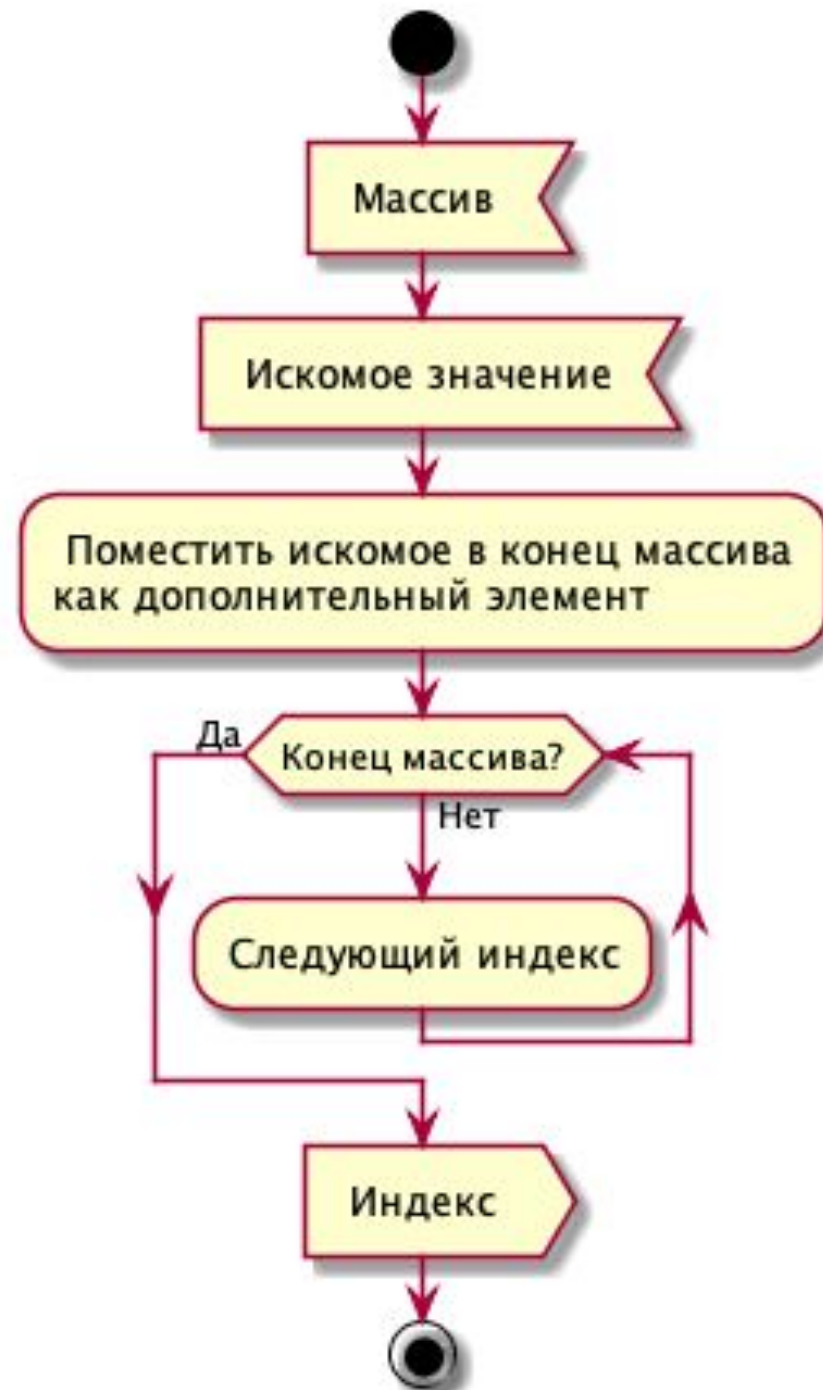 Массив
Искомое значение
Поместить искомое в конец массива
как дополнительный элемент
Да
Конец массива?
Нет
Следующий индекс
Индекс